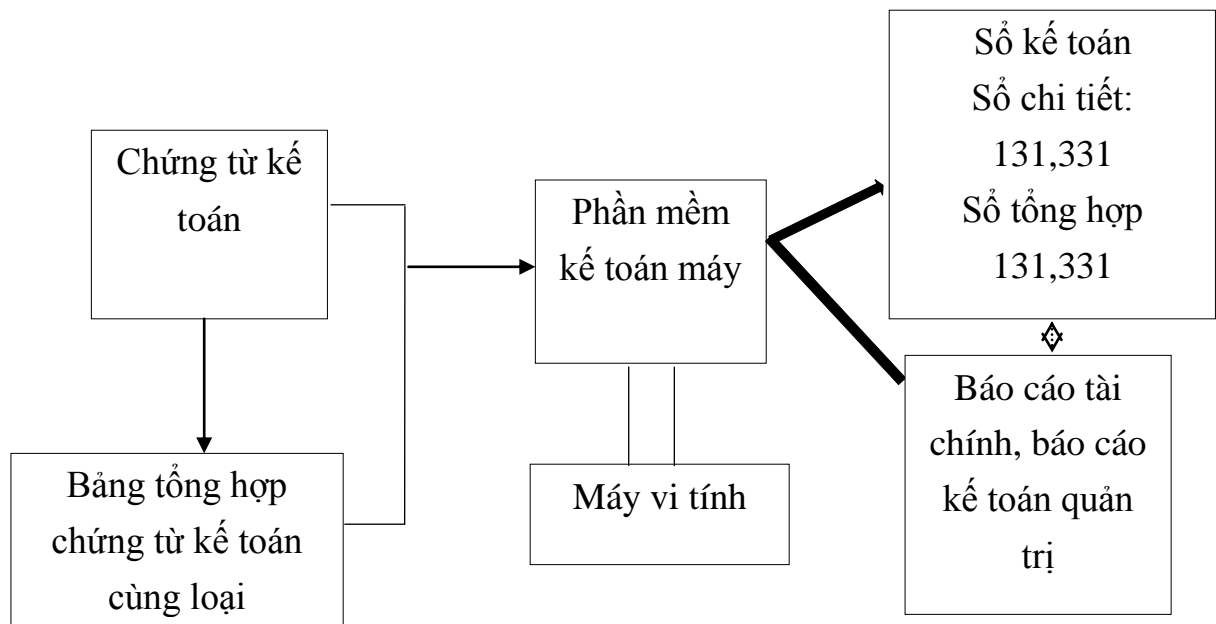 Chứng từ kế
toán
Bảng tổng hợp
chứng từ kế toán
cùng loại
Phần mềm
kế toán máy
Máy vi tính
Sổ kế toán
Sổ chi tiết:
131,331
Sổ tổng hợp
131,331
Báo cáo tài
chính, báo cáo
kế toán quản
trị